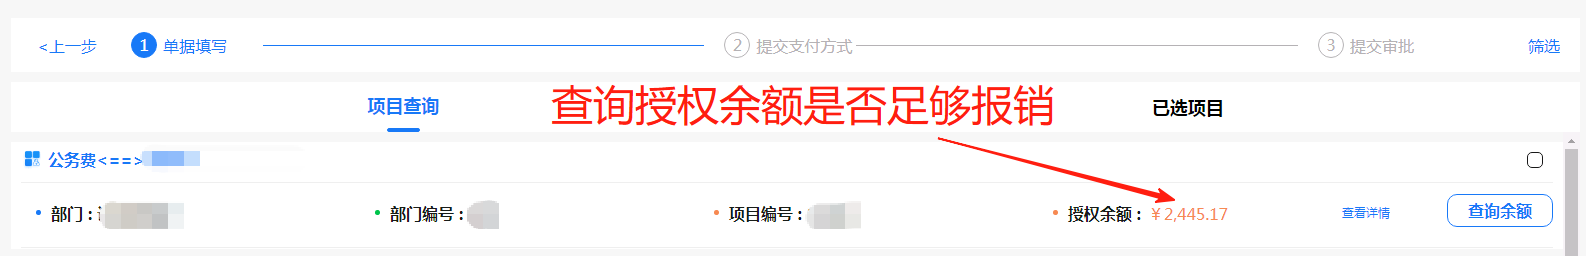 <上一步 1 单据填写 2 提交支付方式 3 提交审批 筛选
项目查询 查询授权余额是否足够报销 已选项目
公务费<==>
部门： 部门编号： 项目编号： 授权余额：￥2,445.17 查看详情 查询余额